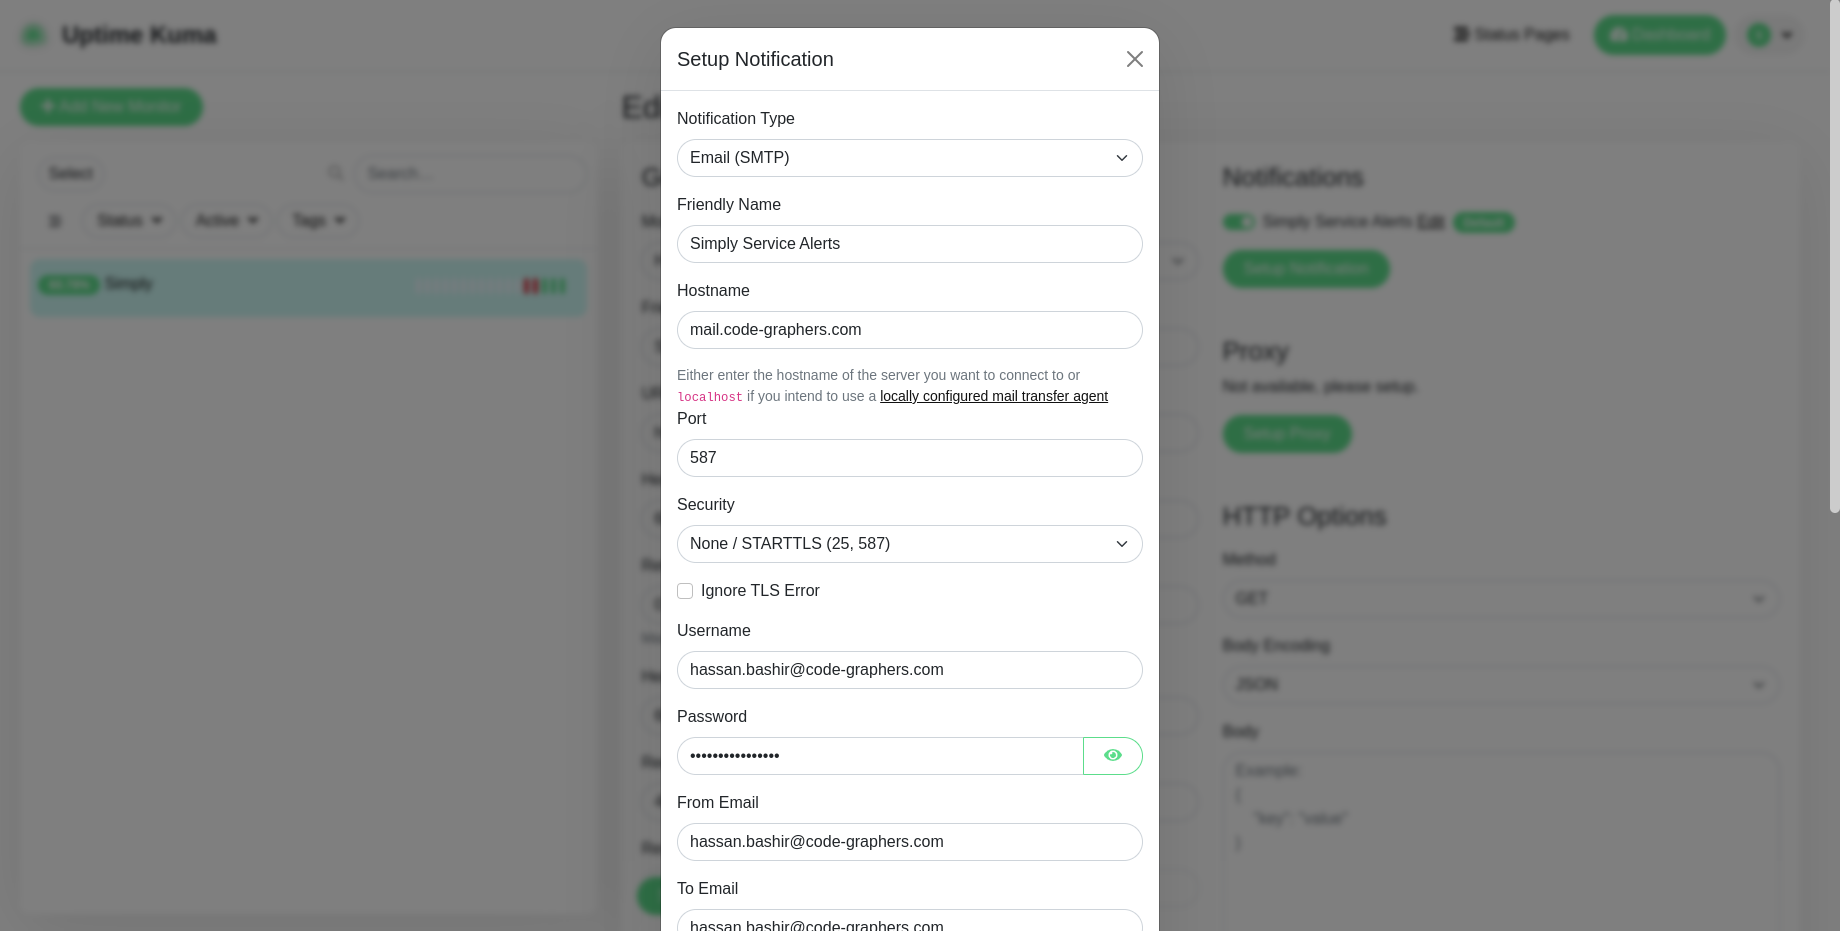 Uptime Kuma
Status Pages
Dashboard
Add New Monitor
Select
Search...
Status
Active
Tags
Simply
Setup Notification
Notification Type
Email (SMTP)
Friendly Name
Simply Service Alerts
Hostname
mail.code-graphers.com
Either enter the hostname of the server you want to connect to or
localhost if you intend to use a locally configured mail transfer agent
Port
587
Security
None / STARTTLS (25, 587)
Ignore TLS Error
Username
hassan.bashir@code-graphers.com
Password
From Email
hassan.bashir@code-graphers.com
To Email
hassan.bashir@code-graphers.com
Notifications
Simply Service Alerts Edit
Setup Notification
Proxy
Not available, please setup.
Setup Proxy
HTTP Options
Method
GET
Body Encoding
JSON
Body
Example:
{
"key": "value"
}